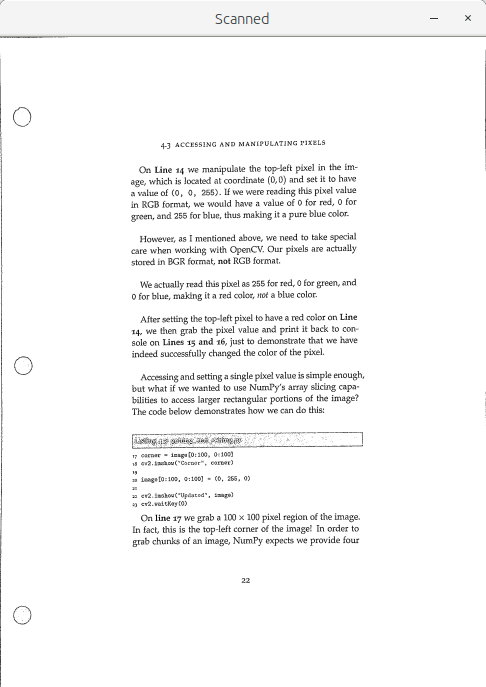 Scanned
4.3 ACCESSING AND MANIPULATING PIXELS
On Line 14 we manipulate the top-left pixel in the im-
age, which is located at coordinate (0,0) and set it to have
a value of (0, 0, 255). If we were reading this pixel value
in RGB format, we would have a value of 0 for red, 0 for
green, and 255 for blue, thus making it a pure blue color.
However, as I mentioned above, we need to take special
care when working with OpenCV. Our pixels are actually
stored in BGR format, not RGB format.
We actually read this pixel as 255 for red, 0 for green, and
0 for blue, making it a red color, not a blue color.
After setting the top-left pixel to have a red color on Line
14, we then grab the pixel value and print it back to con-
sole on Lines 15 and 16, just to demonstrate that we have
indeed successfully changed the color of the pixel.
Accessing and setting a single pixel value is simple enough,
but what if we wanted to use NumPy's array slicing capa-
bilities to access larger rectangular portions of the image?
The code below demonstrates how we can do this:
17 corner = image[0:100, 0:100]
18 cv2.imshow("Corner", corner)
19
20 image[0:100, 0:100] = (0, 255, 0)
21
22 cv2.imshow("Updated", image)
23 cv2.waitKey(0)
On line 17 we grab a 100 × 100 pixel region of the image.
In fact, this is the top-left corner of the image! In order to
grab chunks of an image, NumPy expects we provide four
22